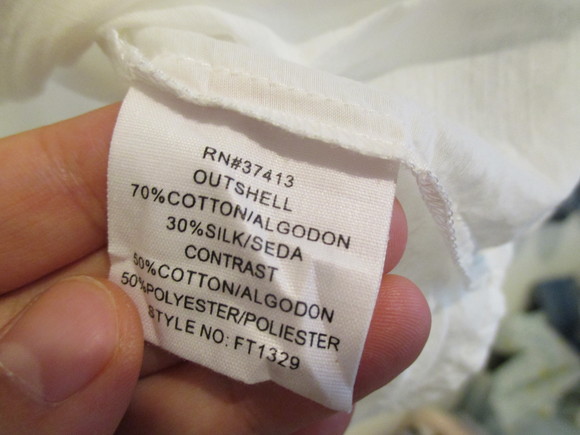 RN#37413
OUTSHELL
70%COTTON/ALGODON
30%SILK/SEDA
CONTRAST
50%COTTON/ALGODON
50%POLYESTER/POLIESTER
STYLE NO: FT1329